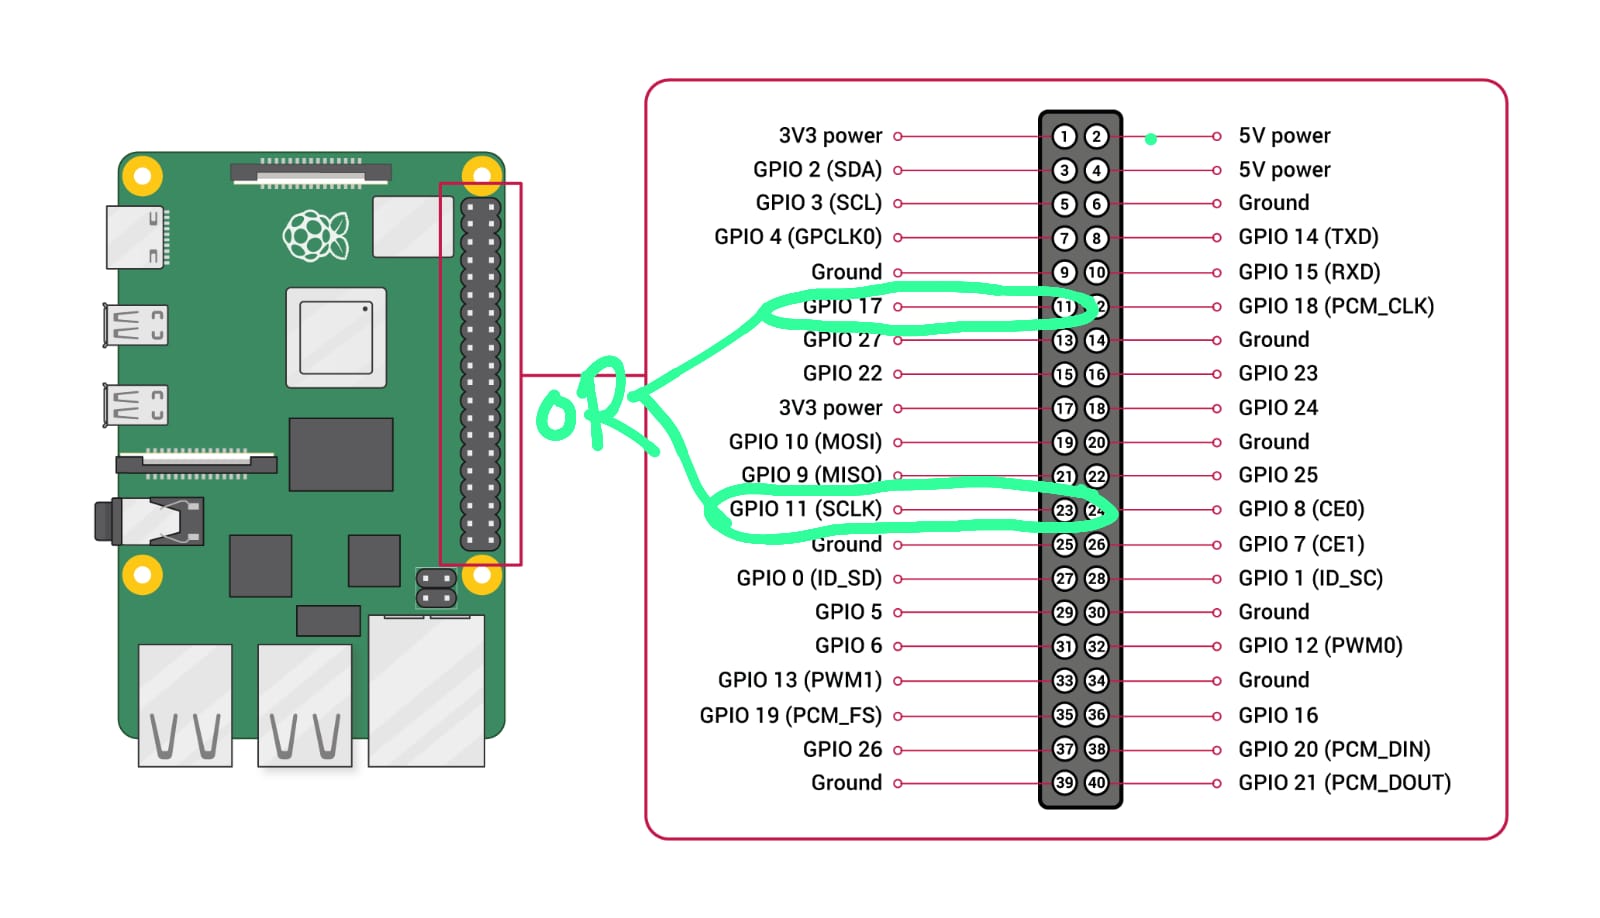 3V3 power 1 2 5V power
GPIO 2 (SDA) 3 4 5V power
GPIO 3 (SCL) 5 6 Ground
GPIO 4 (GPCLK0) 7 8 GPIO 14 (TXD)
Ground 9 10 GPIO 15 (RXD)
GPIO 17 11 2 GPIO 18 (PCM_CLK)
GPIO 27 13 14 Ground
GPIO 22 15 16 GPIO 23
3V3 power 17 18 GPIO 24
OR
GPIO 10 (MOSI) 19 20 Ground
GPIO 9 (MISO) 21 22 GPIO 25
GPIO 11 (SCLK) 23 24 GPIO 8 (CE0)
Ground 25 26 GPIO 7 (CE1)
GPIO 0 (ID_SD) 27 28 GPIO 1 (ID_SC)
GPIO 5 29 30 Ground
GPIO 6 31 32 GPIO 12 (PWM0)
GPIO 13 (PWM1) 33 34 Ground
GPIO 19 (PCM_FS) 35 36 GPIO 16
GPIO 26 37 38 GPIO 20 (PCM_DIN)
Ground 39 40 GPIO 21 (PCM_DOUT)